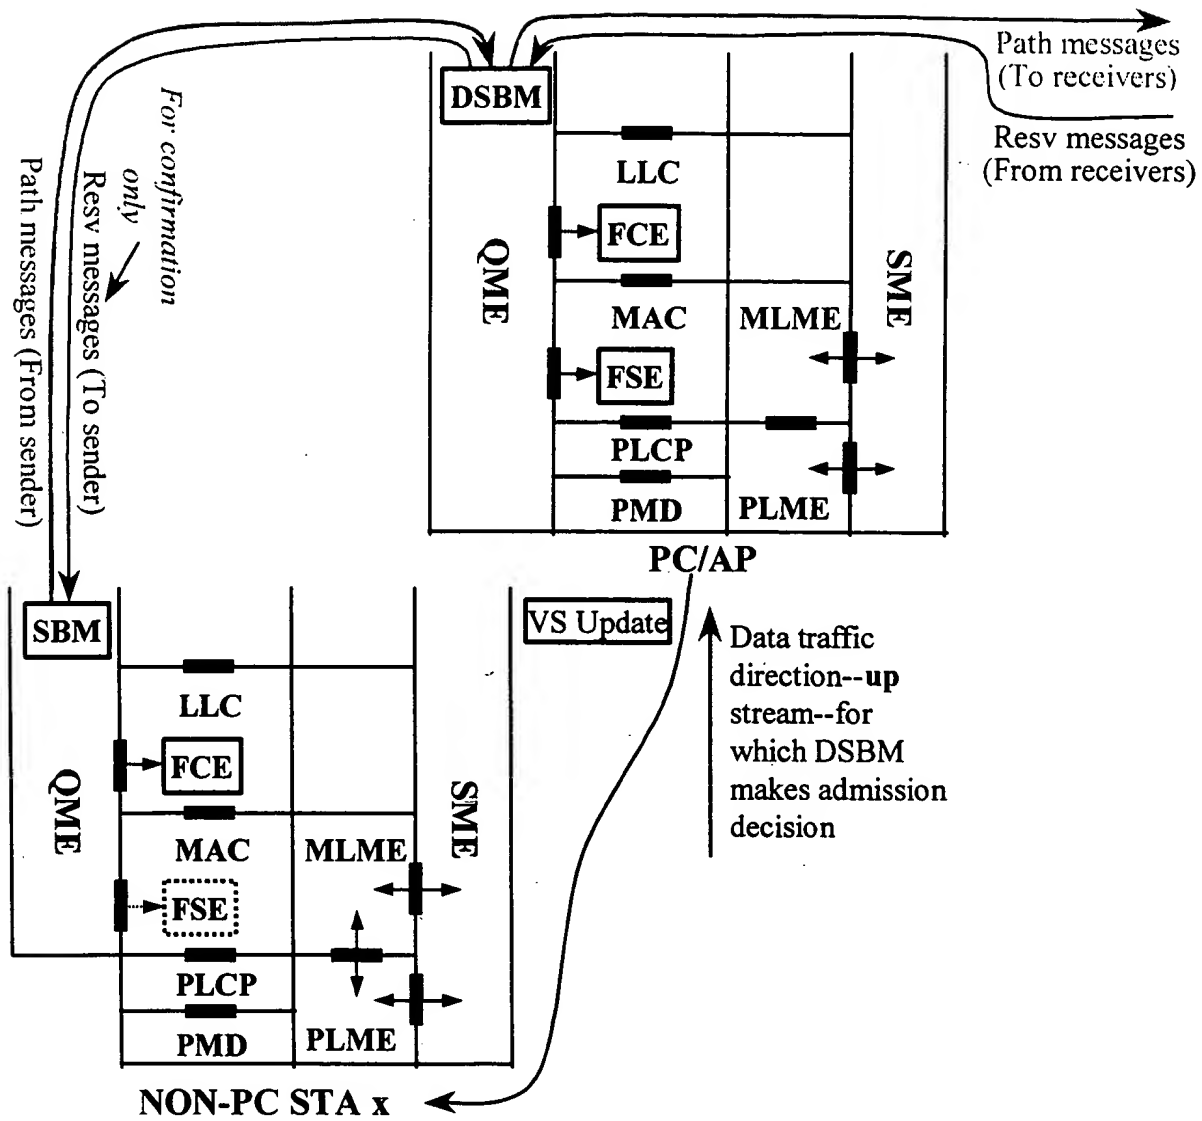 Path messages
(To receivers)
Resv messages
(From receivers)
For confirmation
only
Resv messages (To sender)
Path messages (From sender)
DSBM
LLC
FCE
QME
SME
MAC
MLME
FSE
PLCP
PMD
PLME
PC/AP
SBM
VS Update
Data traffic
direction--up
stream--for
which DSBM
makes admission
decision
LLC
FCE
QME
SME
MAC
MLME
FSE
PLCP
PMD
PLME
NON-PC STA x